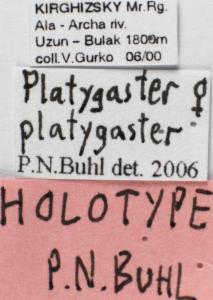 KIRGHIZSKY Mr.Rg.
Ala - Archa riv.
Uzun - Bulak 1800m
coll.V.Gurko 06/00
Platygaster ♀
platygaster
P.N.Buhl det. 2006
HOLOTYPE
P.N.BUHL